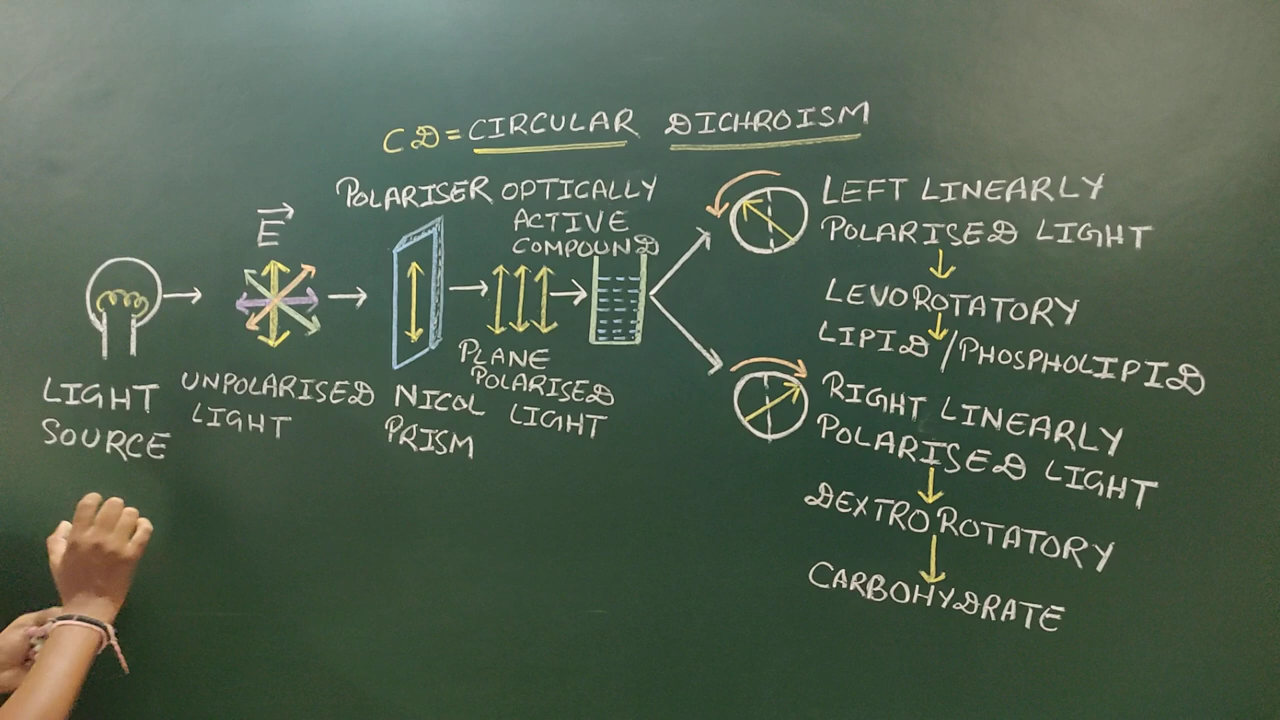 CD = CIRCULAR DICHROISM
POLARISER
OPTICALLY
ACTIVE
COMPOUND
E
LIGHT
SOURCE
UNPOLARISED
LIGHT
NICOL
PRISM
PLANE
POLARISED
LIGHT
LEFT LINEARLY
POLARISED LIGHT
LEVOROTATORY
LIPID/PHOSPHOLIPID
RIGHT LINEARLY
POLARISED LIGHT
DEXTROROTATORY
CARBOHYDRATE